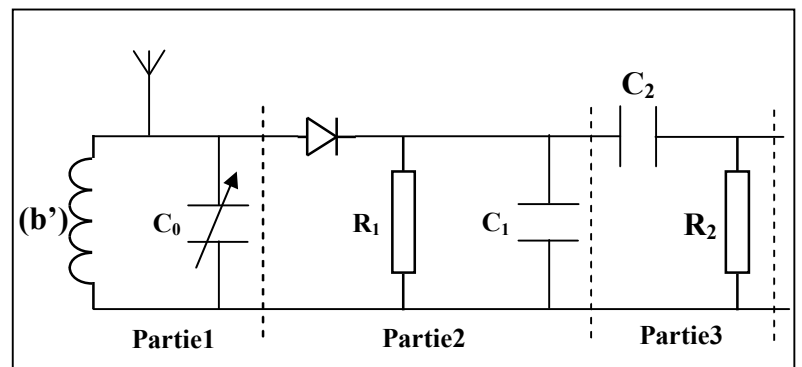 C₂
(b’)
C₀
R₁
C₁
R₂
Partie1
Partie2
Partie3